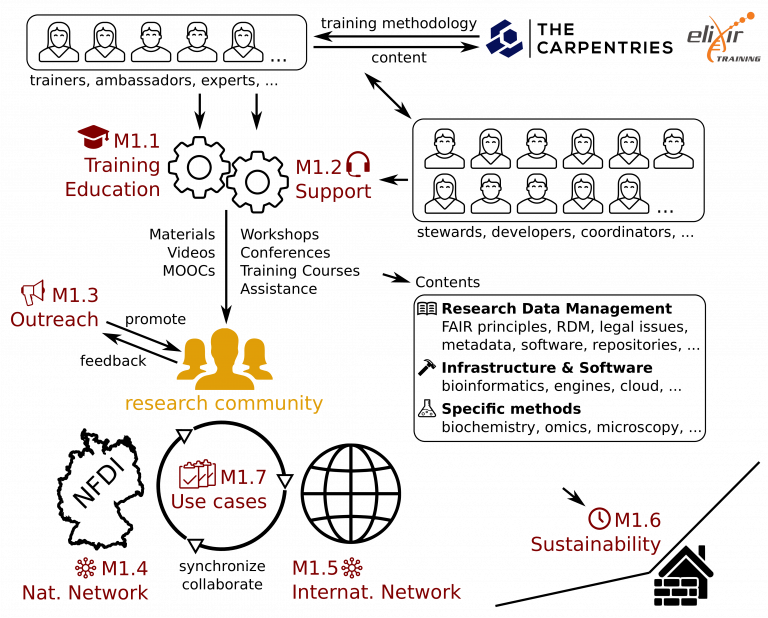 training methodology
content
THE
CARPENTRIES
elixir
TRAINING
...
trainers, ambassadors, experts, ...
M1.1
Training
Education
M1.2
Support
...
stewards, developers, coordinators, ...
Materials
Videos
MOOCs
Workshops
Conferences
Training Courses
Assistance
Contents
Research Data Management
FAIR principles, RDM, legal issues,
metadata, software, repositories, ...
Infrastructure & Software
bioinformatics, engines, cloud, ...
Specific methods
biochemistry, omics, microscopy, ...
M1.3
Outreach
promote
feedback
research community
NFDI
M1.7
Use cases
synchronize
collaborate
M1.4
Nat. Network
M1.5
Internat. Network
M1.6
Sustainability